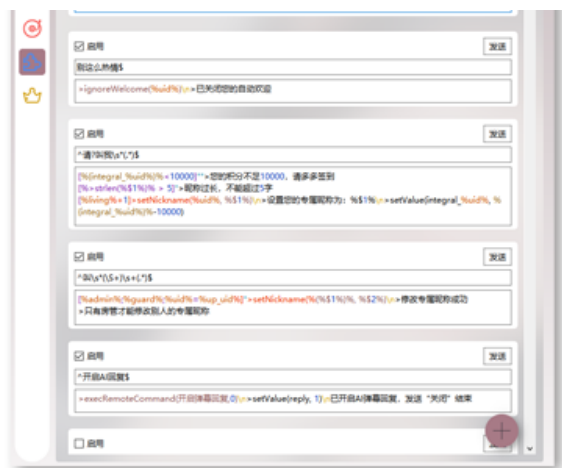 启用
发送
别这么热情$
>ignoreWelcome(%uid%)\n>已关闭您的自动欢迎
启用
发送
^请?叫我\s*(.*)$
[%{integral_%uid%}%<10000]**>您的积分不足10000，请多多签到
[%>strlen(%$1%)% > 5]*>昵称过长，不能超过5字
[%living%+1]>setNickname(%uid%, %$1%)\n>设置您的专属昵称为：%$1%\n>setValue(integral_%uid%, %
{integral_%uid%}%-10000)
启用
发送
^叫\s*(\S+)\s+(.*)$
[%admin%;%guard%;%uid%=%up_uid%]*>setNickname(%(%$1%)%, %$2%)\n>修改专属昵称成功
>只有房管才能修改别人的专属昵称
启用
发送
^开启AI回复$
>execRemoteCommand(开启弹幕回复,0)\n>setValue(reply, 1)\n已开启AI弹幕回复，发送“关闭”结束
启用